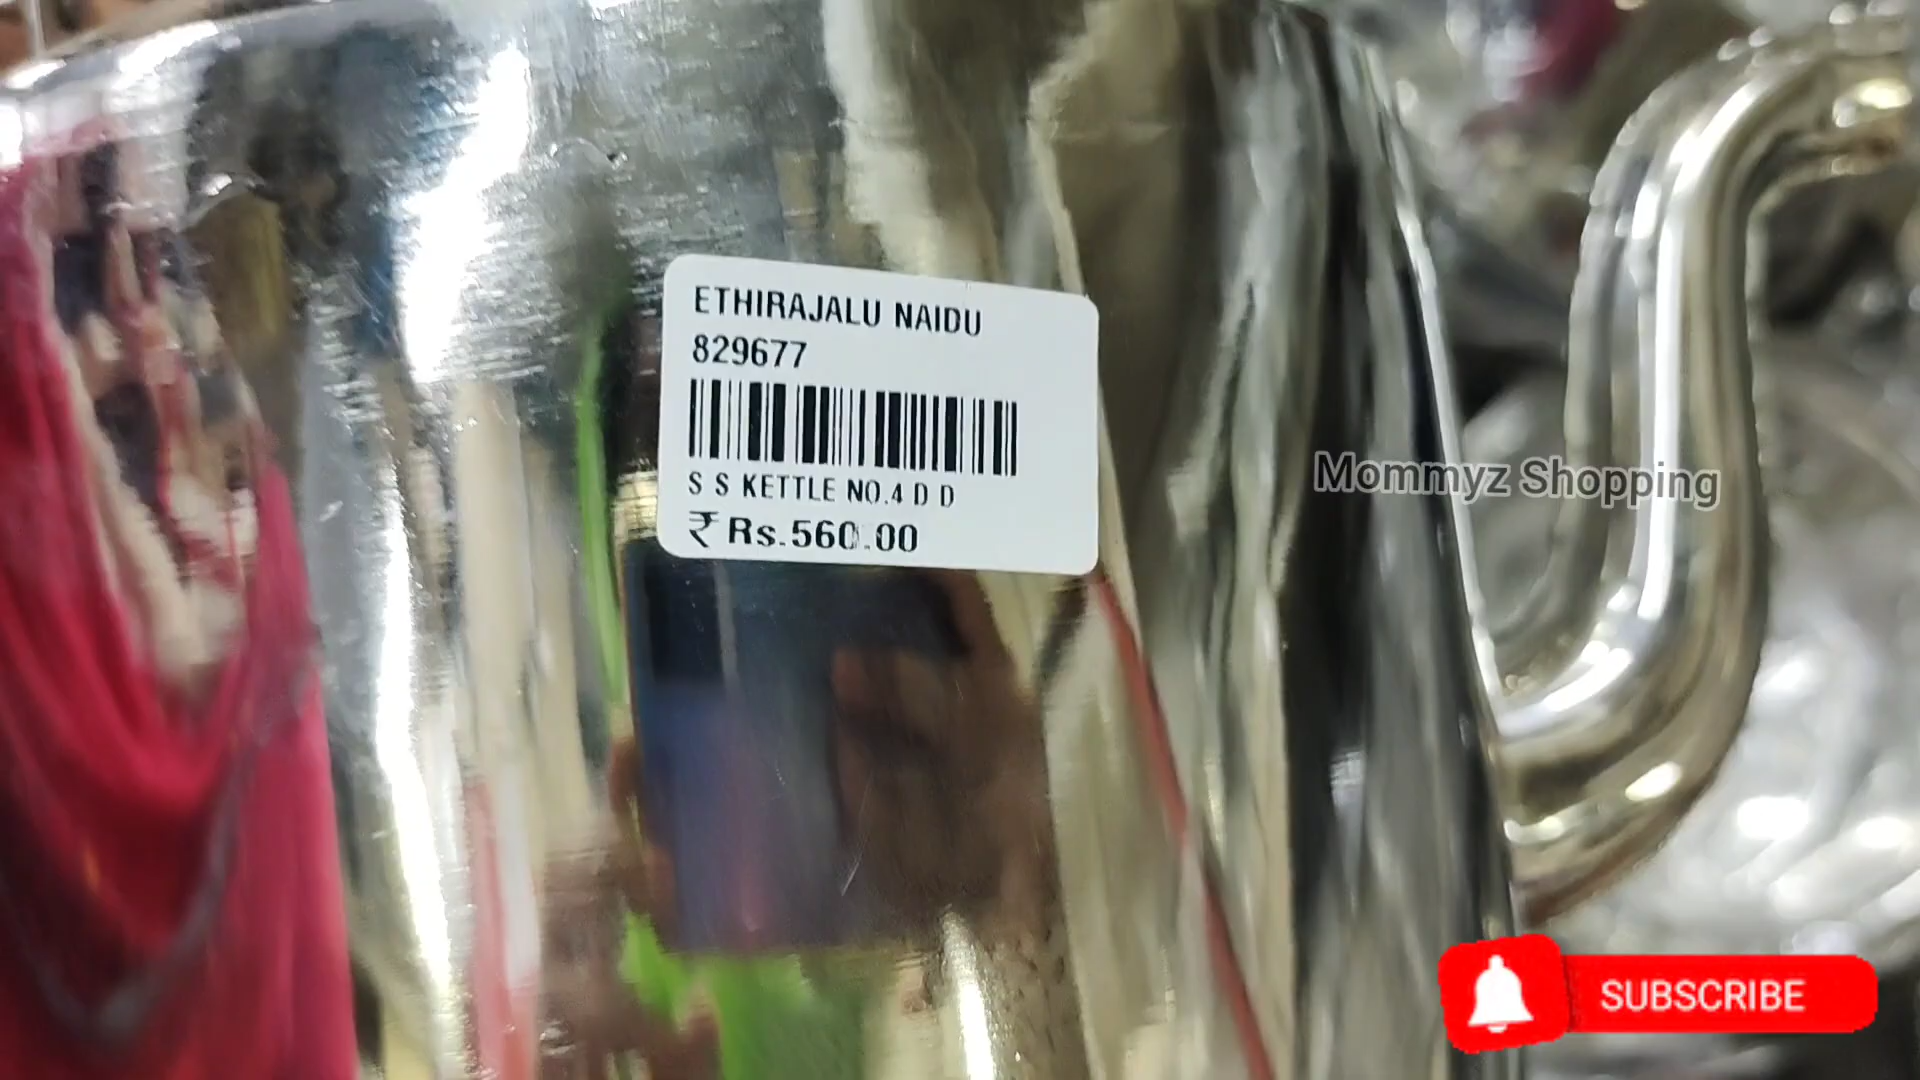 ETHIRAJALU NAIDU
829677
S S KETTLE NO.4 D D
₹ Rs.560.00
Mommyz Shopping
SUBSCRIBE